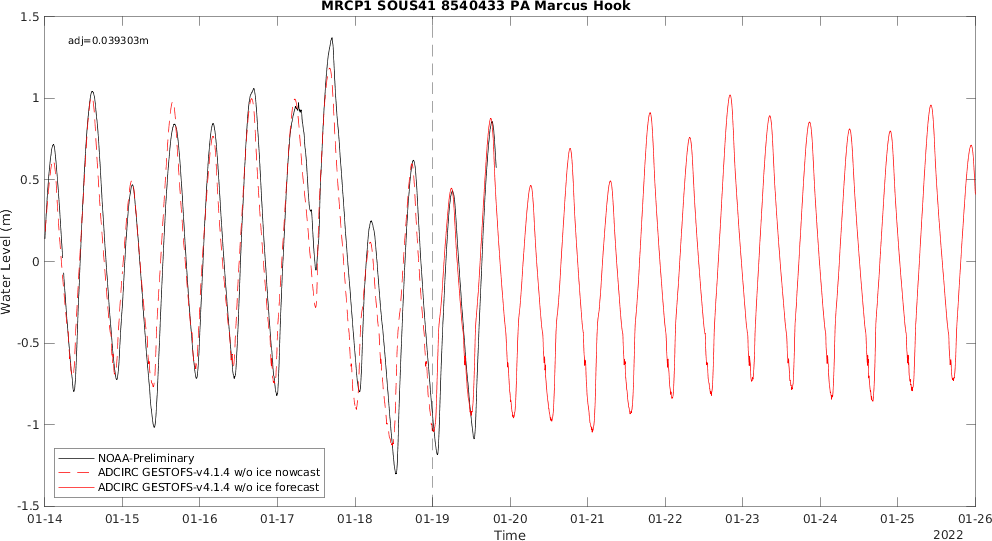 MRCP1 SOUS41 8540433 PA Marcus Hook
adj=0.039303m
1.5
1
0.5
0
-0.5
-1
-1.5
Water Level (m)
NOAA-Preliminary
ADCIRC GESTOFS-v4.1.4 w/o ice nowcast
ADCIRC GESTOFS-v4.1.4 w/o ice forecast
01-14 01-15 01-16 01-17 01-18 01-19 01-20 01-21 01-22 01-23 01-24 01-25 01-26
Time
2022